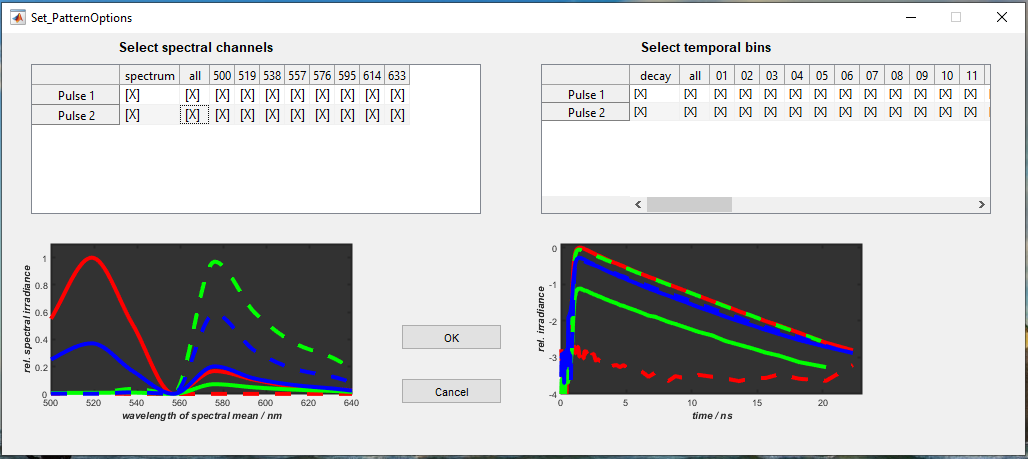 Set_PatternOptions
Select spectral channels
spectrum all 500 519 538 557 576 595 614 633
Pulse 1 [X] [X] [X] [X] [X] [X] [X] [X] [X] [X]
Pulse 2 [X] [X] [X] [X] [X] [X] [X] [X] [X] [X]
Select temporal bins
decay all 01 02 03 04 05 06 07 08 09 10 11
Pulse 1 [X] [X] [X] [X] [X] [X] [X] [X] [X] [X] [X] [X] [X]
Pulse 2 [X] [X] [X] [X] [X] [X] [X] [X] [X] [X] [X] [X] [X]
rel. spectral irradiance
1
0.8
0.6
0.4
0.2
0
500 520 540 560 580 600 620 640
wavelength of spectral mean / nm
OK
Cancel
rel. irradiance
0
-1
-2
-3
-4
0 5 10 15 20
time / ns